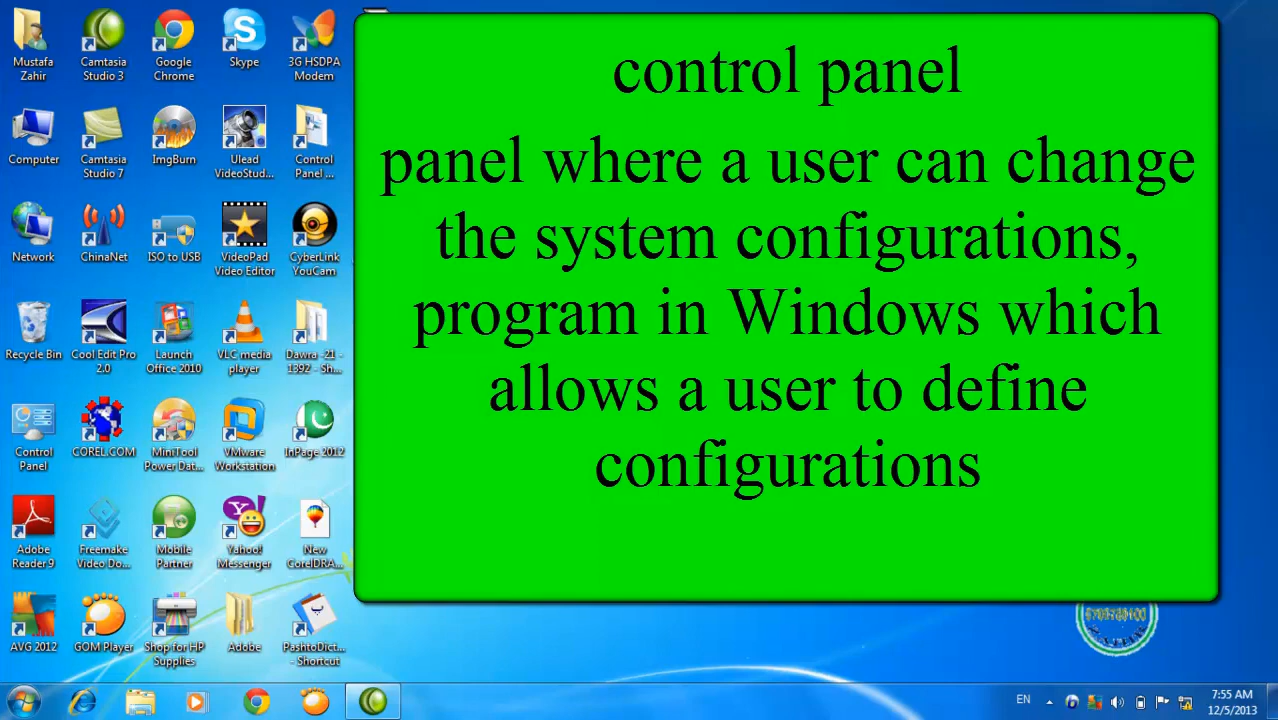 control panel
panel where a user can change
the system configurations,
program in Windows which
allows a user to define
configurations
Mustafa
Zahir
Camtasia
Studio 3
Google
Chrome
Skype
3G HSDPA
Modem
Computer
Camtasia
Studio 7
ImgBurn
Ulead
VideoStud...
Control
Panel ...
Network
ChinaNet
ISO to USB
VideoPad
Video Editor
CyberLink
YouCam
Recycle Bin
Cool Edit Pro
2.0
Launch
Office 2010
VLC media
player
Dawra -21 -
1392 - Sh...
Control
Panel
COREL.COM
MiniTool
Power Dat...
VMware
Workstation
InPage 2012
Adobe
Reader 9
Freemake
Video Do...
Mobile
Partner
Yahoo!
Messenger
New
CorelDRA...
AVG 2012
GOM Player
Shop for HP
Supplies
Adobe
PashtoDict...
- Shortcut
EN
7:55 AM
12/5/2013